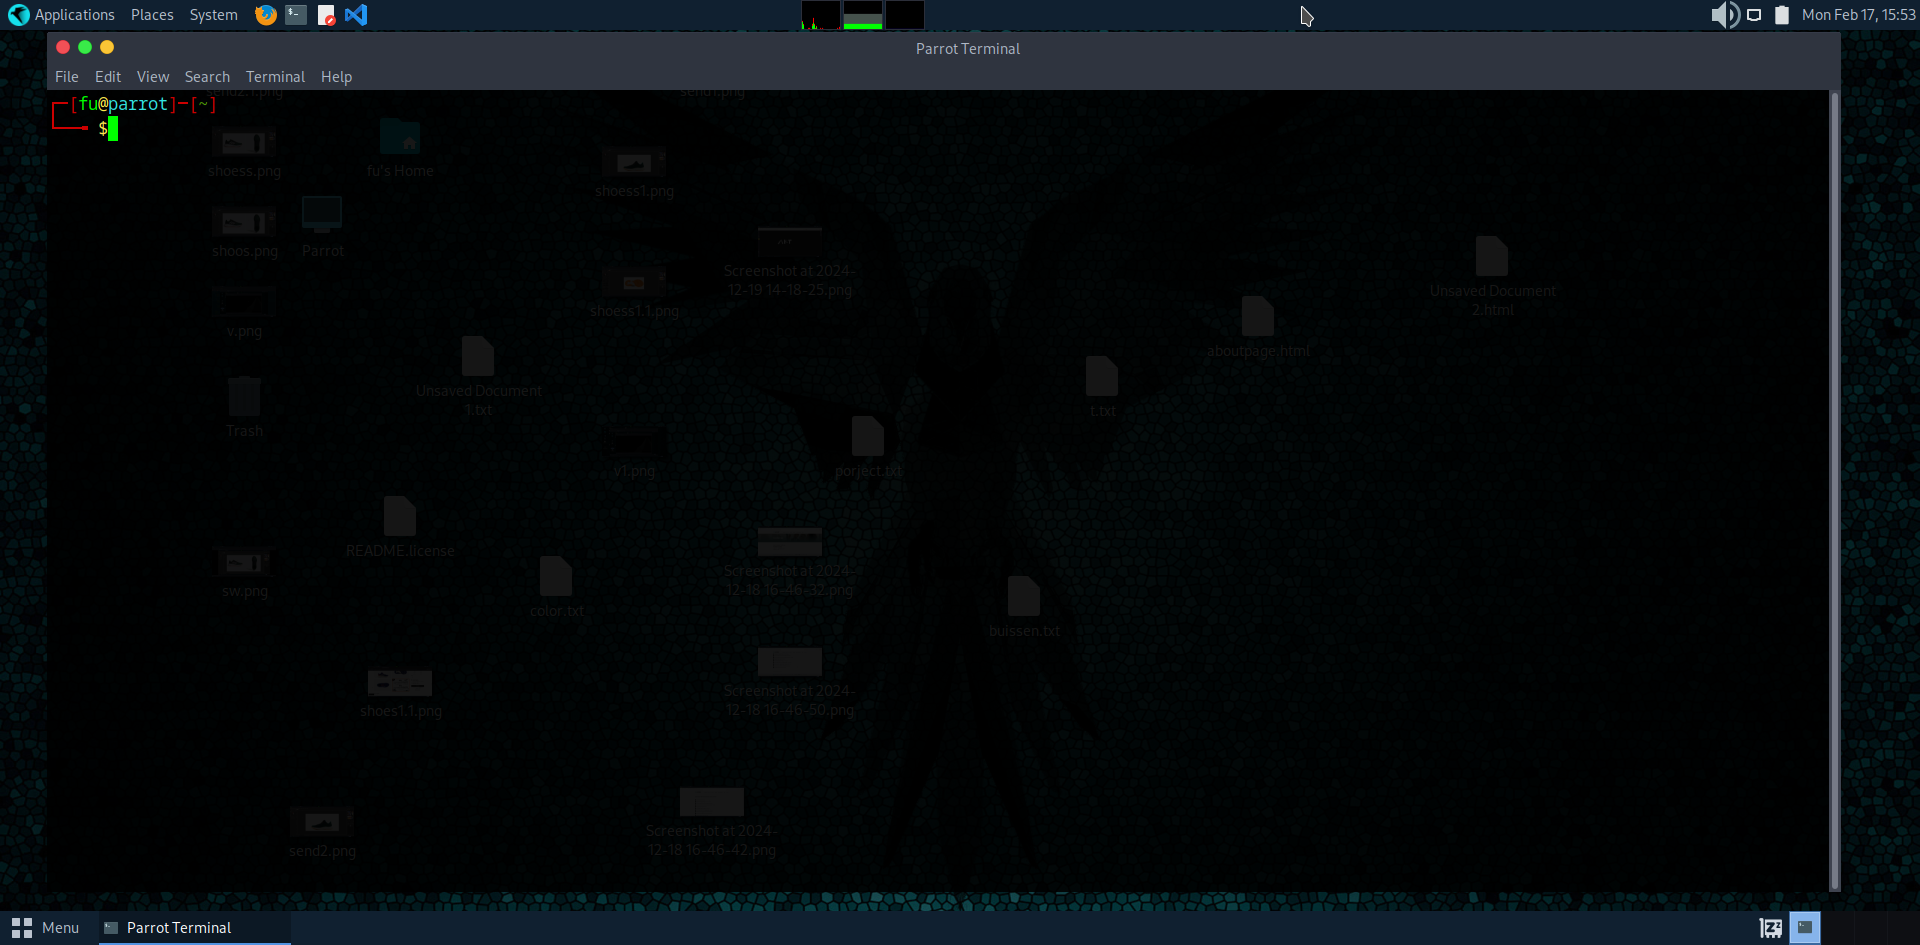 Applications Places System
Mon Feb 17, 15:53
Parrot Terminal
File Edit View Search Terminal Help
┌─[fu@parrot]─[~]
└──╼ $
send2.1.png
send1.png
shoess.png
fu's Home
shoess1.png
shoos.png
Parrot
Screenshot at 2024-
12-19 14-18-25.png
Unsaved Document
2.html
shoess1.1.png
v.png
aboutpage.html
Unsaved Document
1.txt
t.txt
Trash
v1.png
porject.txt
README.license
Screenshot at 2024-
12-18 16-46-32.png
sw.png
color.txt
buissen.txt
Screenshot at 2024-
12-18 16-46-50.png
shoes1.1.png
Screenshot at 2024-
12-18 16-46-42.png
send2.png
Menu
Parrot Terminal